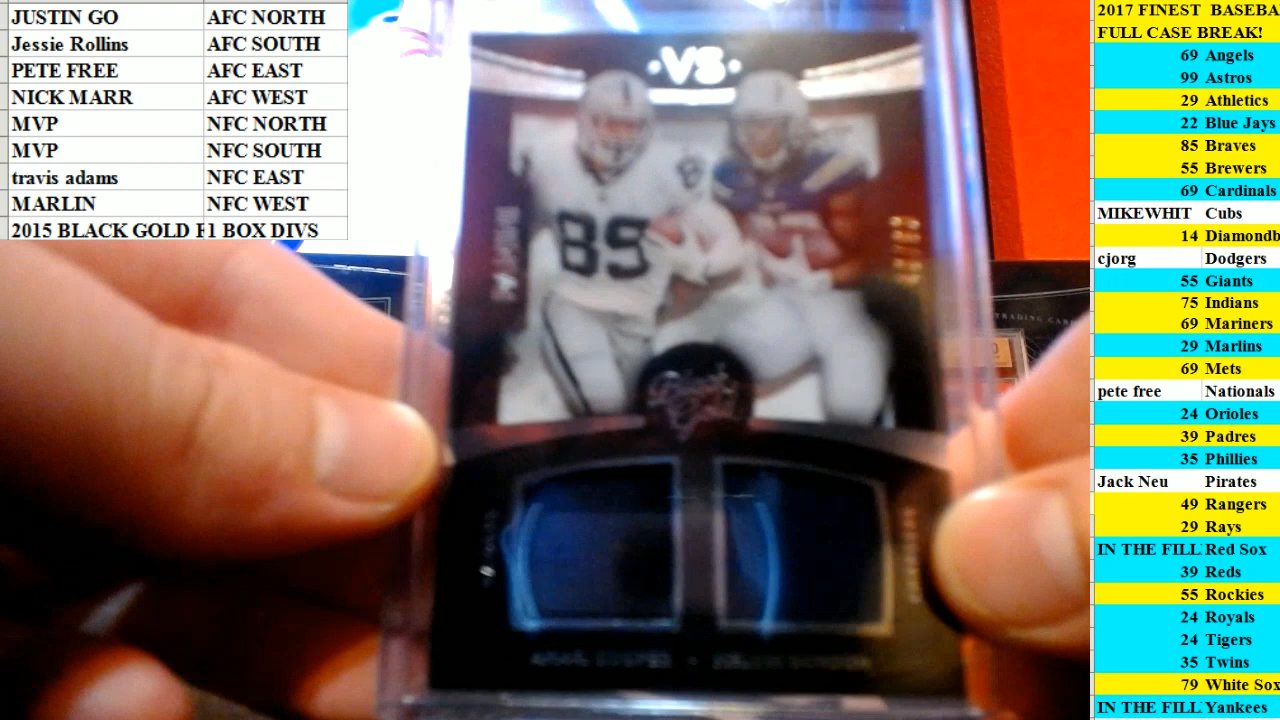 JUSTIN GO AFC NORTH
Jessie Rollins AFC SOUTH
PETE FREE AFC EAST
NICK MARR AFC WEST
MVP NFC NORTH
MVP NFC SOUTH
travis adams NFC EAST
MARLIN NFC WEST
2015 BLACK GOLD F1 BOX DIVS
VS
89
TRADING CAR
2017 FINEST BASEBA
FULL CASE BREAK!
69 Angels
99 Astros
29 Athletics
22 Blue Jays
85 Braves
55 Brewers
69 Cardinals
MIKEWHIT Cubs
14 Diamondb
cjorg Dodgers
55 Giants
75 Indians
69 Mariners
29 Marlins
69 Mets
pete free Nationals
24 Orioles
39 Padres
35 Phillies
Jack Neu Pirates
49 Rangers
29 Rays
IN THE FILL Red Sox
39 Reds
55 Rockies
24 Royals
24 Tigers
35 Twins
79 White Sox
IN THE FILL Yankees